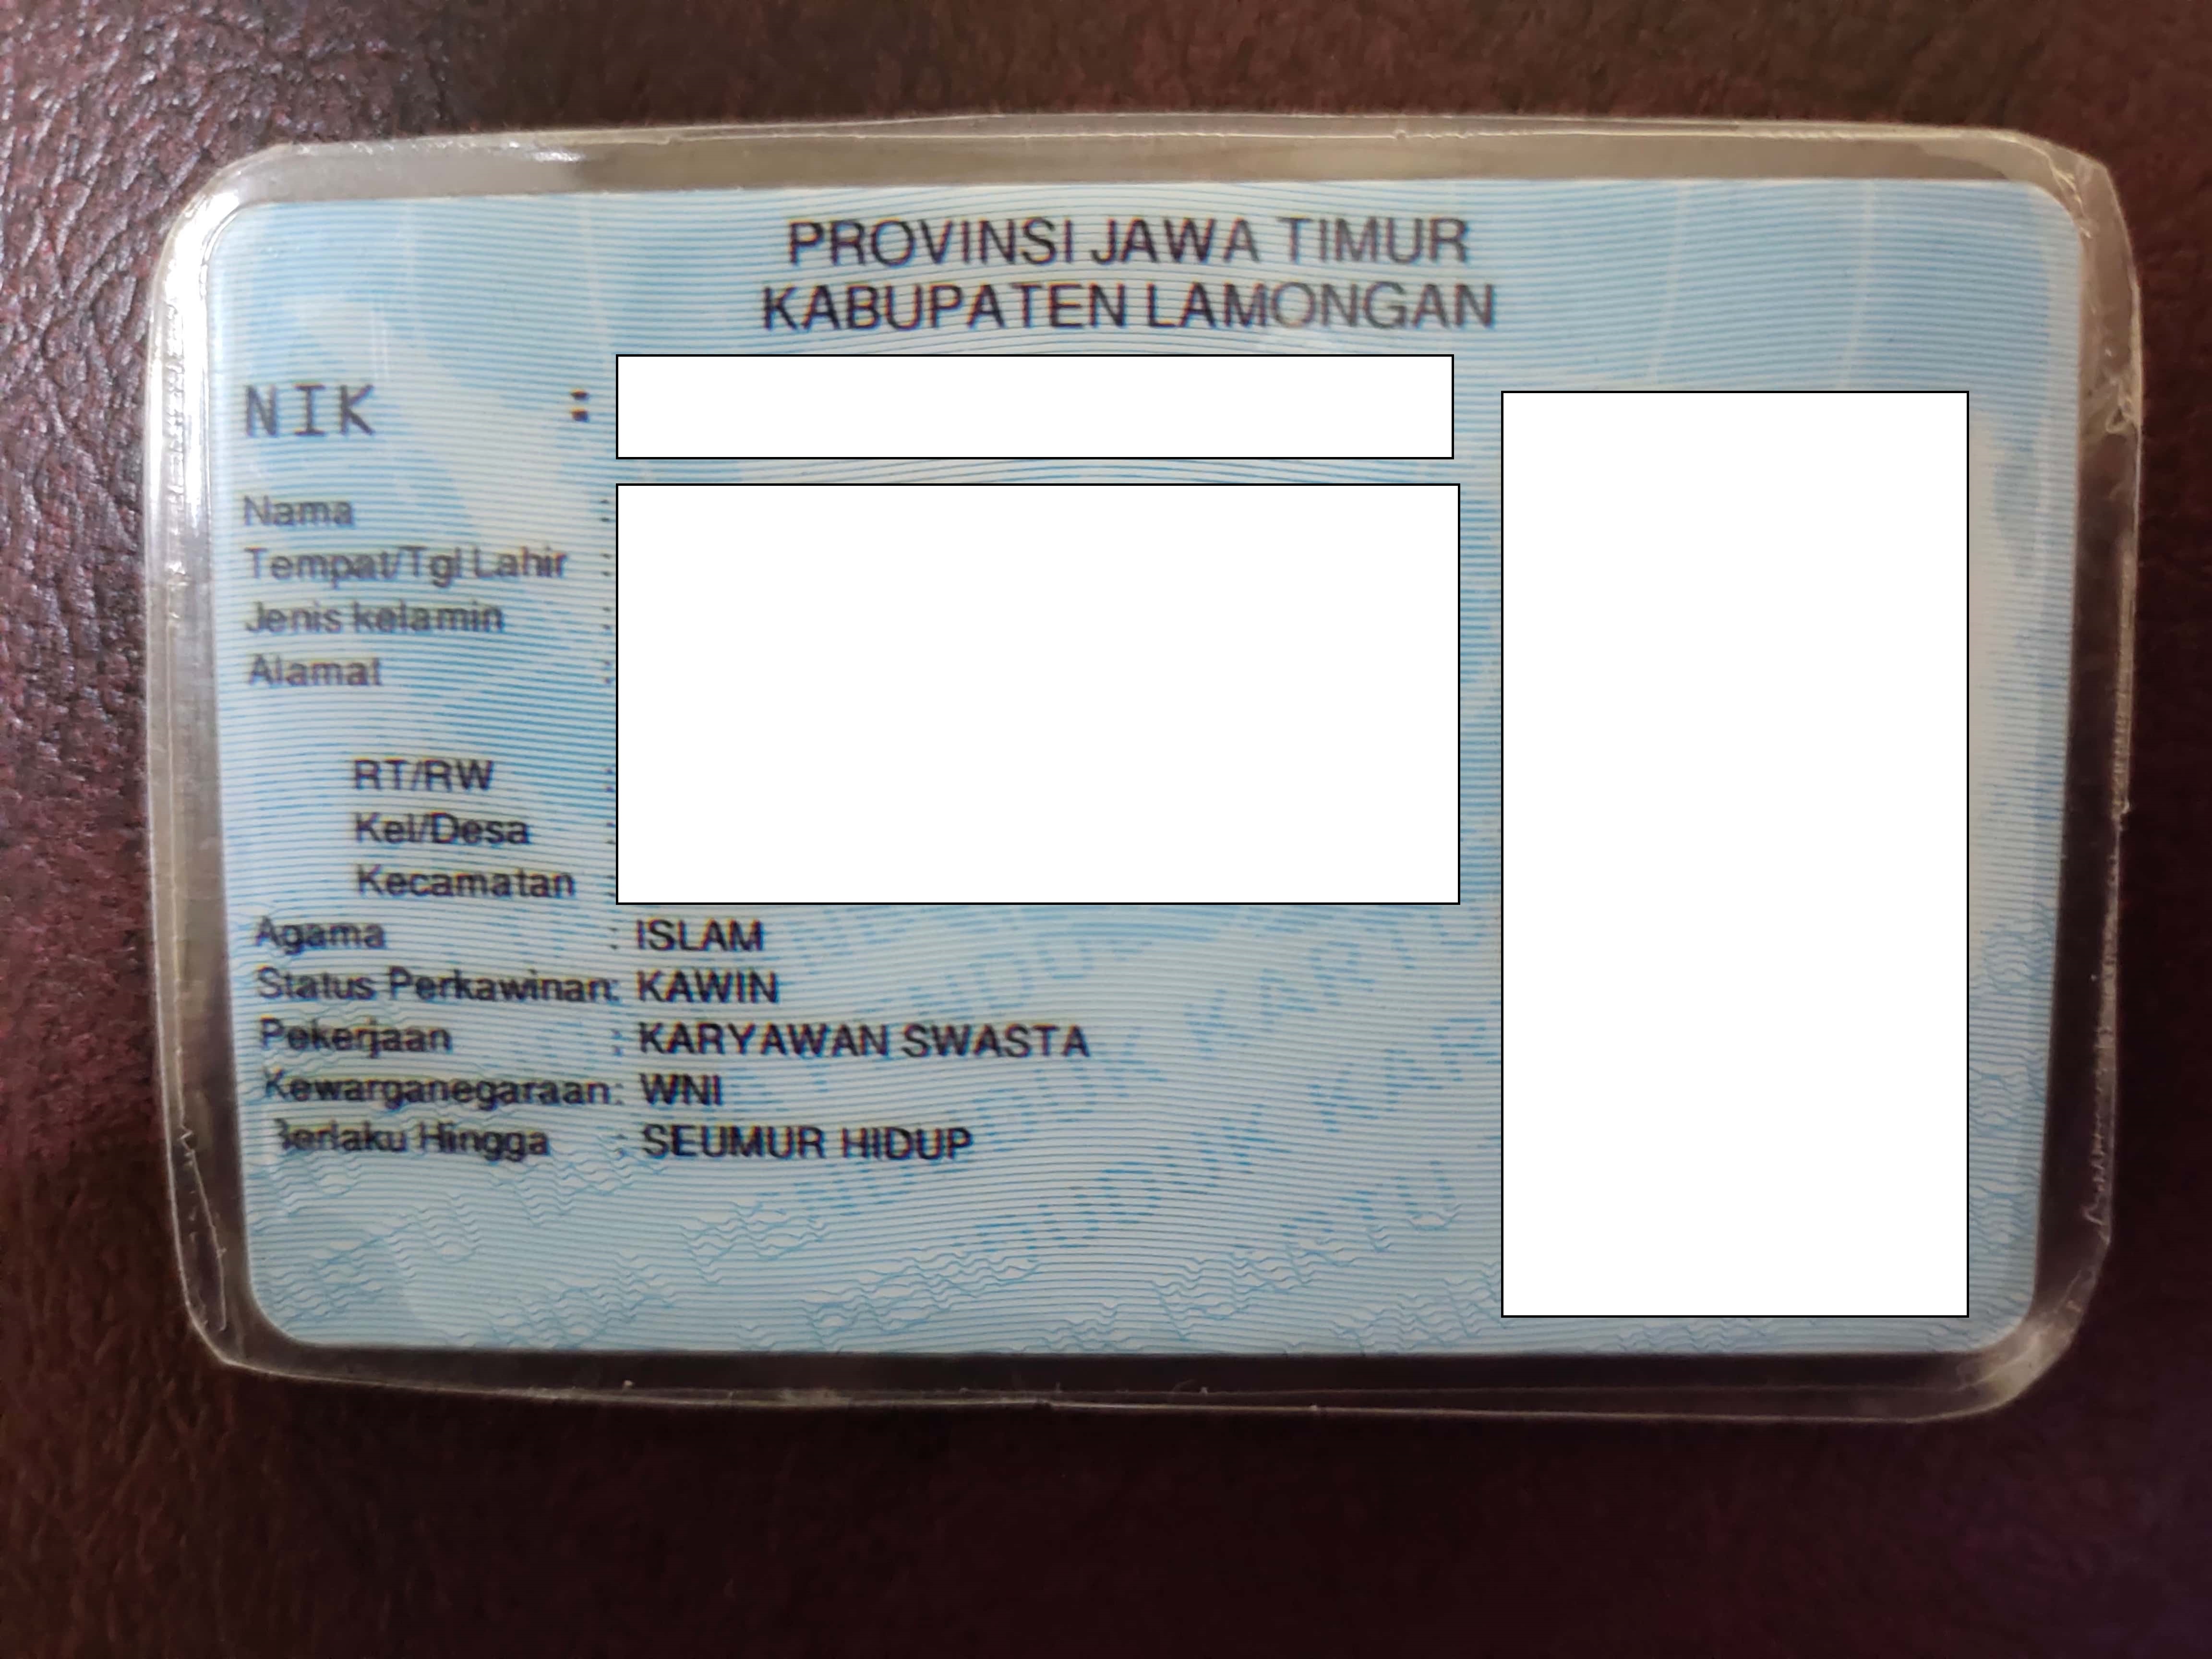 PROVINSI JAWA TIMUR
KABUPATEN LAMONGAN
NIK :
Nama :
Tempat/Tgl Lahir :
Jenis kelamin :
Alamat :
RT/RW :
Kel/Desa :
Kecamatan
Agama : ISLAM
Status Perkawinan: KAWIN
Pekerjaan : KARYAWAN SWASTA
Kewarganegaraan: WNI
Berlaku Hingga : SEUMUR HIDUP